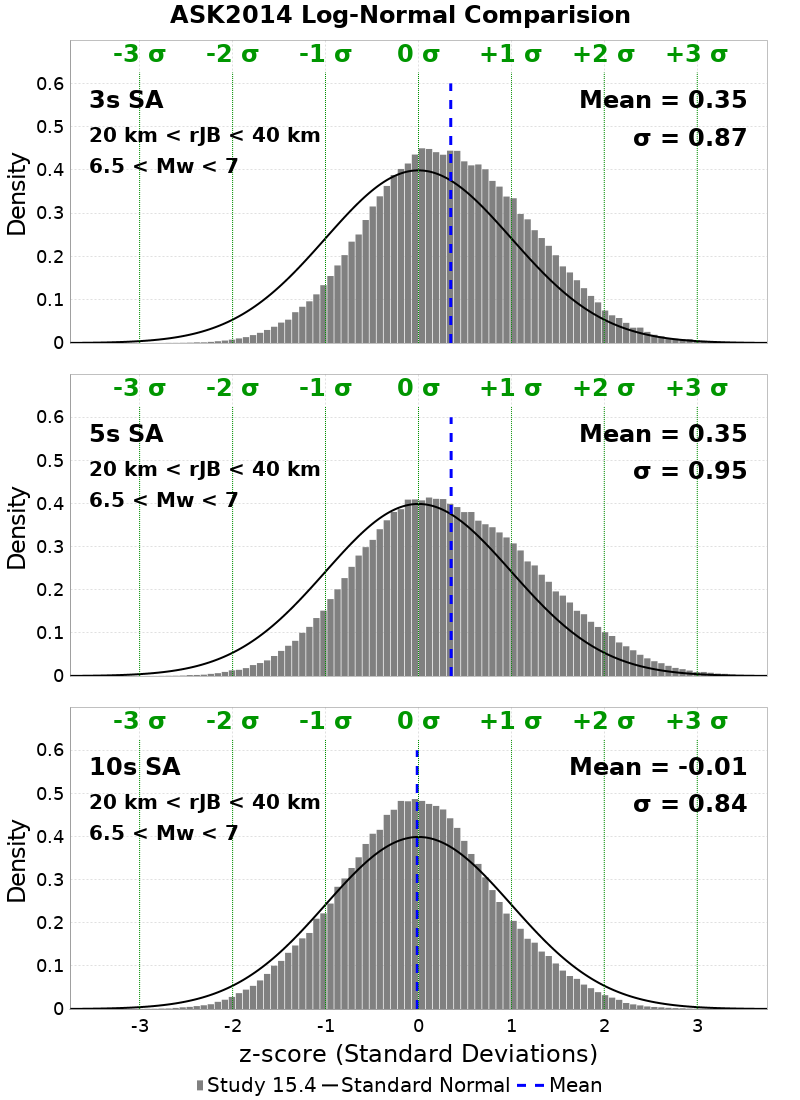 ASK2014 Log-Normal Comparision
-3 σ -2 σ -1 σ 0 σ +1 σ +2 σ +3 σ
3s SA
20 km < rJB < 40 km
6.5 < Mw < 7
Mean = 0.35
σ = 0.87
0.6
0.5
0.4
0.3
0.2
0.1
0
Density
-3 σ -2 σ -1 σ 0 σ +1 σ +2 σ +3 σ
5s SA
20 km < rJB < 40 km
6.5 < Mw < 7
Mean = 0.35
σ = 0.95
0.6
0.5
0.4
0.3
0.2
0.1
0
Density
-3 σ -2 σ -1 σ 0 σ +1 σ +2 σ +3 σ
10s SA
20 km < rJB < 40 km
6.5 < Mw < 7
Mean = -0.01
σ = 0.84
0.6
0.5
0.4
0.3
0.2
0.1
0
Density
-3 -2 -1 0 1 2 3
z-score (Standard Deviations)
Study 15.4 Standard Normal Mean